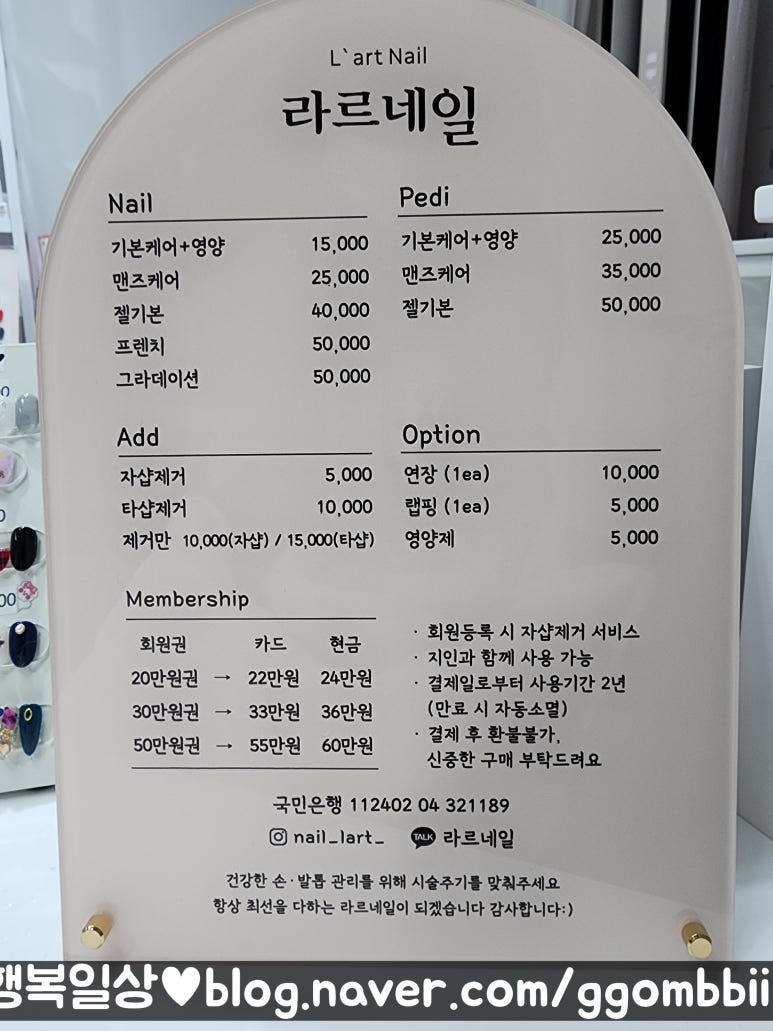 L`art Nail
라르네일
Nail
기본케어+영양 15,000
맨즈케어 25,000
젤기본 40,000
프렌치 50,000
그라데이션 50,000
Pedi
기본케어+영양 25,000
맨즈케어 35,000
젤기본 50,000
Add
자샵제거 5,000
타샵제거 10,000
제거만 10,000(자샵) / 15,000(타샵)
Option
연장 (1ea) 10,000
랩핑 (1ea) 5,000
영양제 5,000
Membership
회원권 카드 현금
20만원권 → 22만원 24만원
30만원권 → 33만원 36만원
50만원권 → 55만원 60만원
· 회원등록 시 자샵제거 서비스
· 지인과 함께 사용 가능
· 결제일로부터 사용기간 2년
(만료 시 자동소멸)
· 결제 후 환불불가,
신중한 구매 부탁드려요
국민은행 112402 04 321189
nail_lart_ TALK 라르네일
건강한 손·발톱 관리를 위해 시술주기를 맞춰주세요
항상 최선을 다하는 라르네일이 되겠습니다 감사합니다:)
행복일상♥blog.naver.com/ggombbii